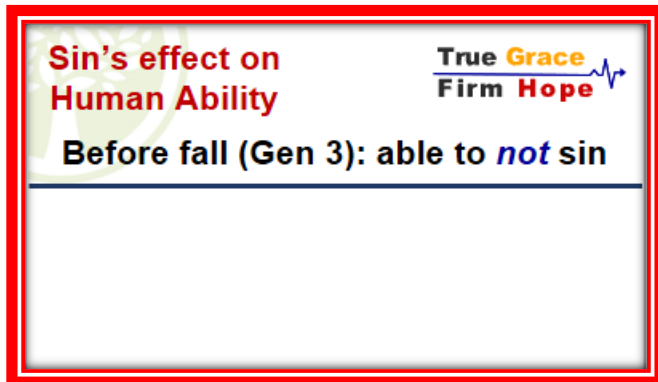 Sin's effect on
Human Ability
True Grace
Firm Hope
Before fall (Gen 3): able to not sin